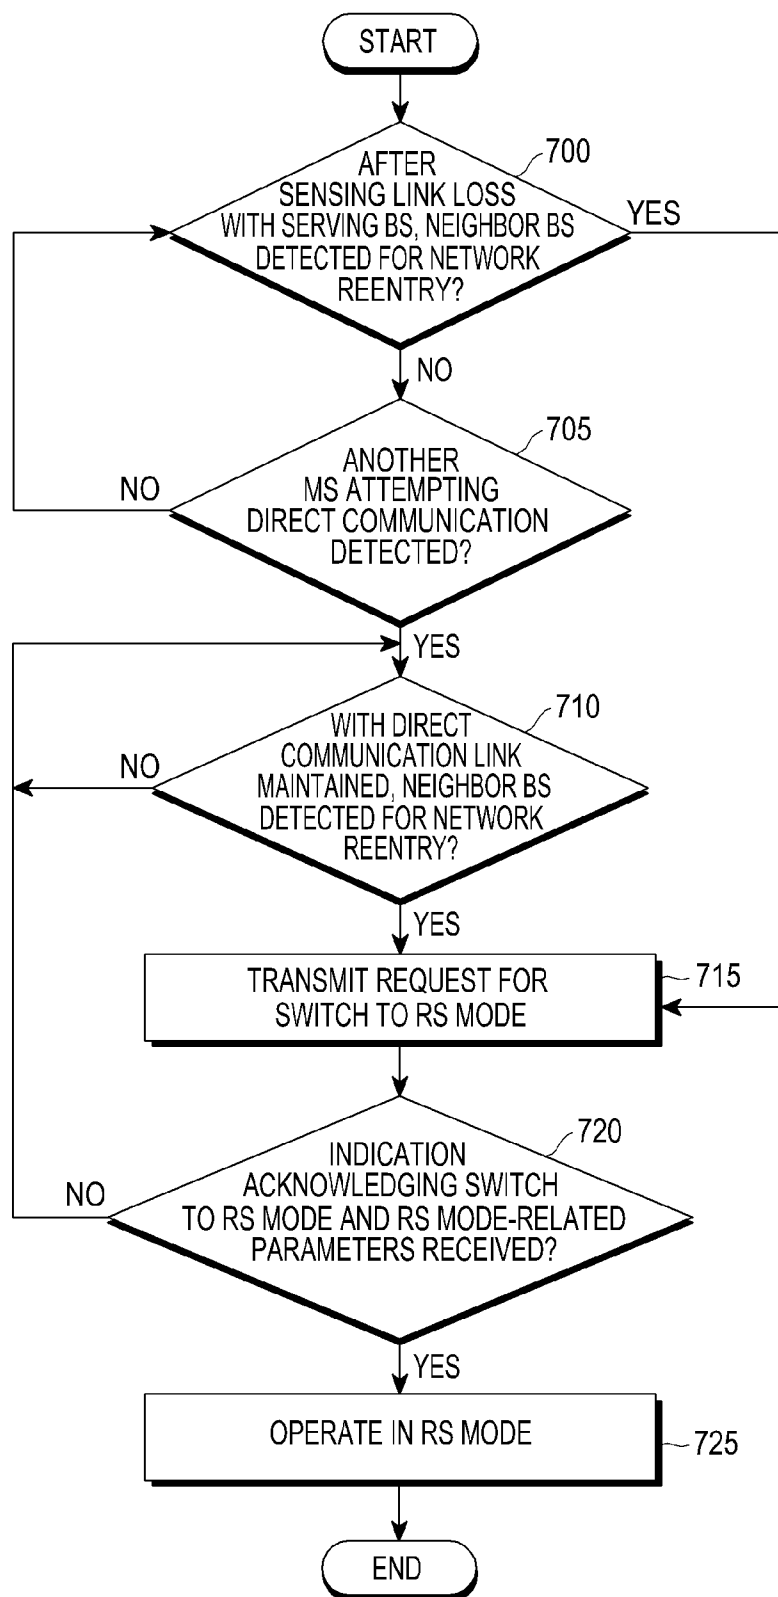 START
700
AFTER
SENSING LINK LOSS
WITH SERVING BS, NEIGHBOR BS
DETECTED FOR NETWORK
REENTRY?
YES
NO
705
ANOTHER
MS ATTEMPTING
DIRECT COMMUNICATION
DETECTED?
NO
YES
710
WITH DIRECT
COMMUNICATION LINK
MAINTAINED, NEIGHBOR BS
DETECTED FOR NETWORK
REENTRY?
NO
YES
TRANSMIT REQUEST FOR
SWITCH TO RS MODE
715
720
INDICATION
ACKNOWLEDGING SWITCH
TO RS MODE AND RS MODE-RELATED
PARAMETERS RECEIVED?
NO
YES
OPERATE IN RS MODE
725
END